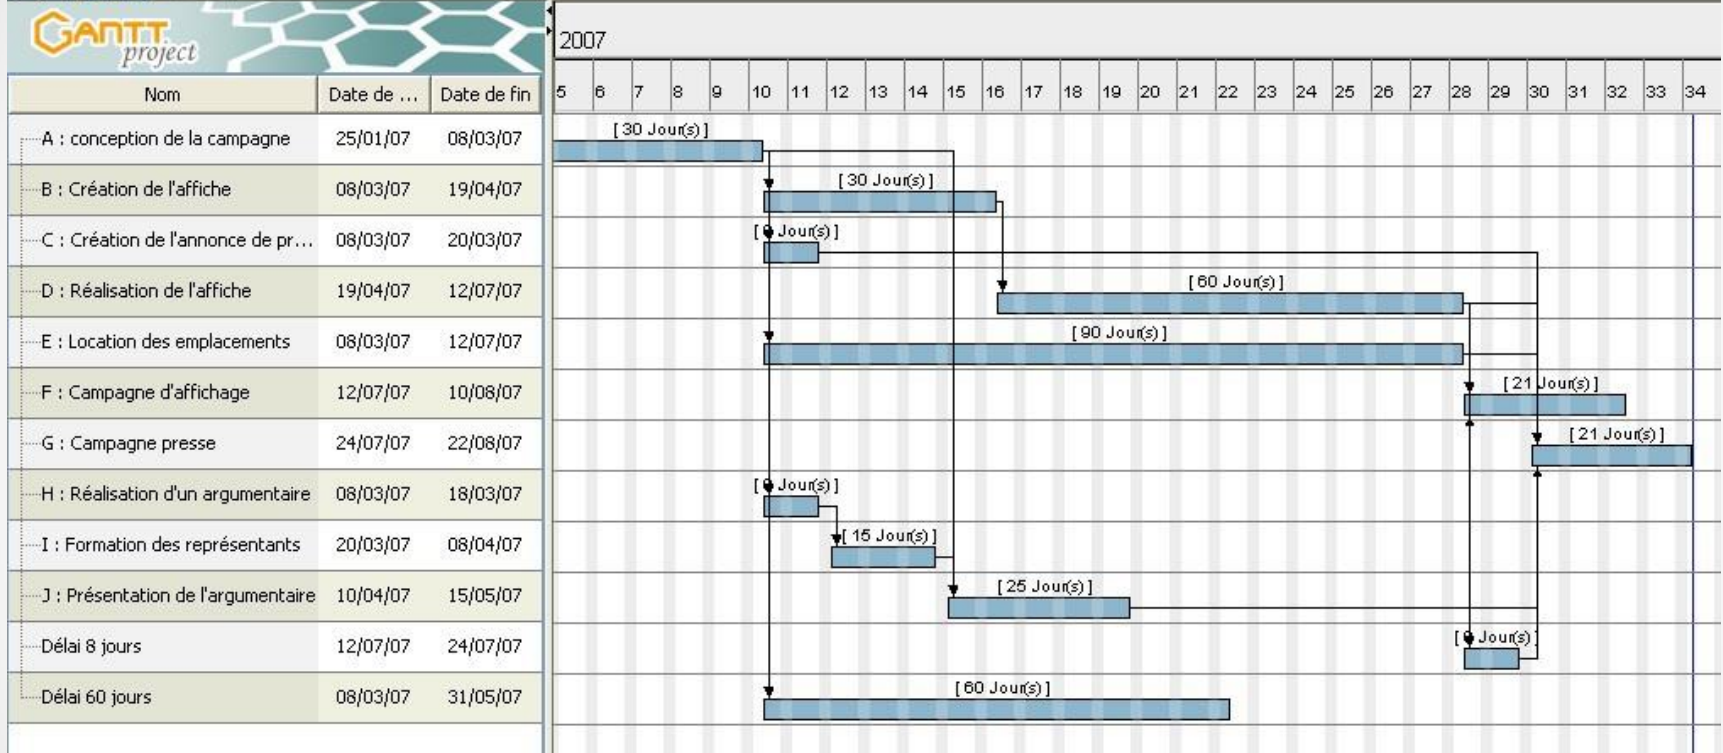 GANTT
project
2007
Nom Date de ... Date de fin 5 6 7 8 9 10 11 12 13 14 15 16 17 18 19 20 21 22 23 24 25 26 27 28 29 30 31 32 33 34
A : conception de la campagne 25/01/07 08/03/07 [ 30 Jour(s) ]
B : Création de l'affiche 08/03/07 19/04/07 [ 30 Jour(s) ]
C : Création de l'annonce de pr... 08/03/07 20/03/07 Jour(s) ]
D : Réalisation de l'affiche 19/04/07 12/07/07 [ 60 Jour(s) ]
E : Location des emplacements 08/03/07 12/07/07 [ 90 Jour(s) ]
F : Campagne d'affichage 12/07/07 10/08/07 [ 21 Jour(s) ]
G : Campagne presse 24/07/07 22/08/07 [ 21 Jour(s) ]
H : Réalisation d'un argumentaire 08/03/07 18/03/07 Jour(s) ]
I : Formation des représentants 20/03/07 08/04/07 [ 15 Jour(s) ]
J : Présentation de l'argumentaire 10/04/07 15/05/07 [ 25 Jour(s) ]
Délai 8 jours 12/07/07 24/07/07 Jour(s)
Délai 60 jours 08/03/07 31/05/07 [ 60 Jour(s) ]